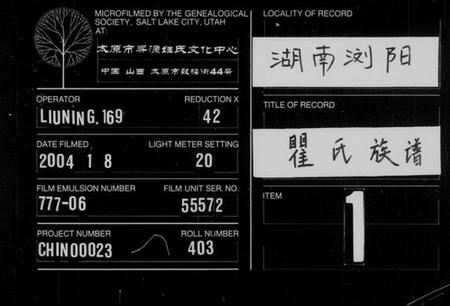 MICROFILMED BY THE GENEALOGICAL
SOCIETY, SALT LAKE CITY, UTAH
AT:
太原市寻源姓氏文化中心
中国 山西 太原市鼓楼街44号
OPERATOR
LIUNING.169
REDUCTION X
42
DATE FILMED
2004 1 8
LIGHT METER SETTING
20
FILM EMULSION NUMBER
777-06
FILM UNIT SER. NO.
55572
PROJECT NUMBER
CHIN00023
ROLL NUMBER
403
LOCALITY OF RECORD
湖南浏阳
TITLE OF RECORD
瞿氏族谱
ITEM
1